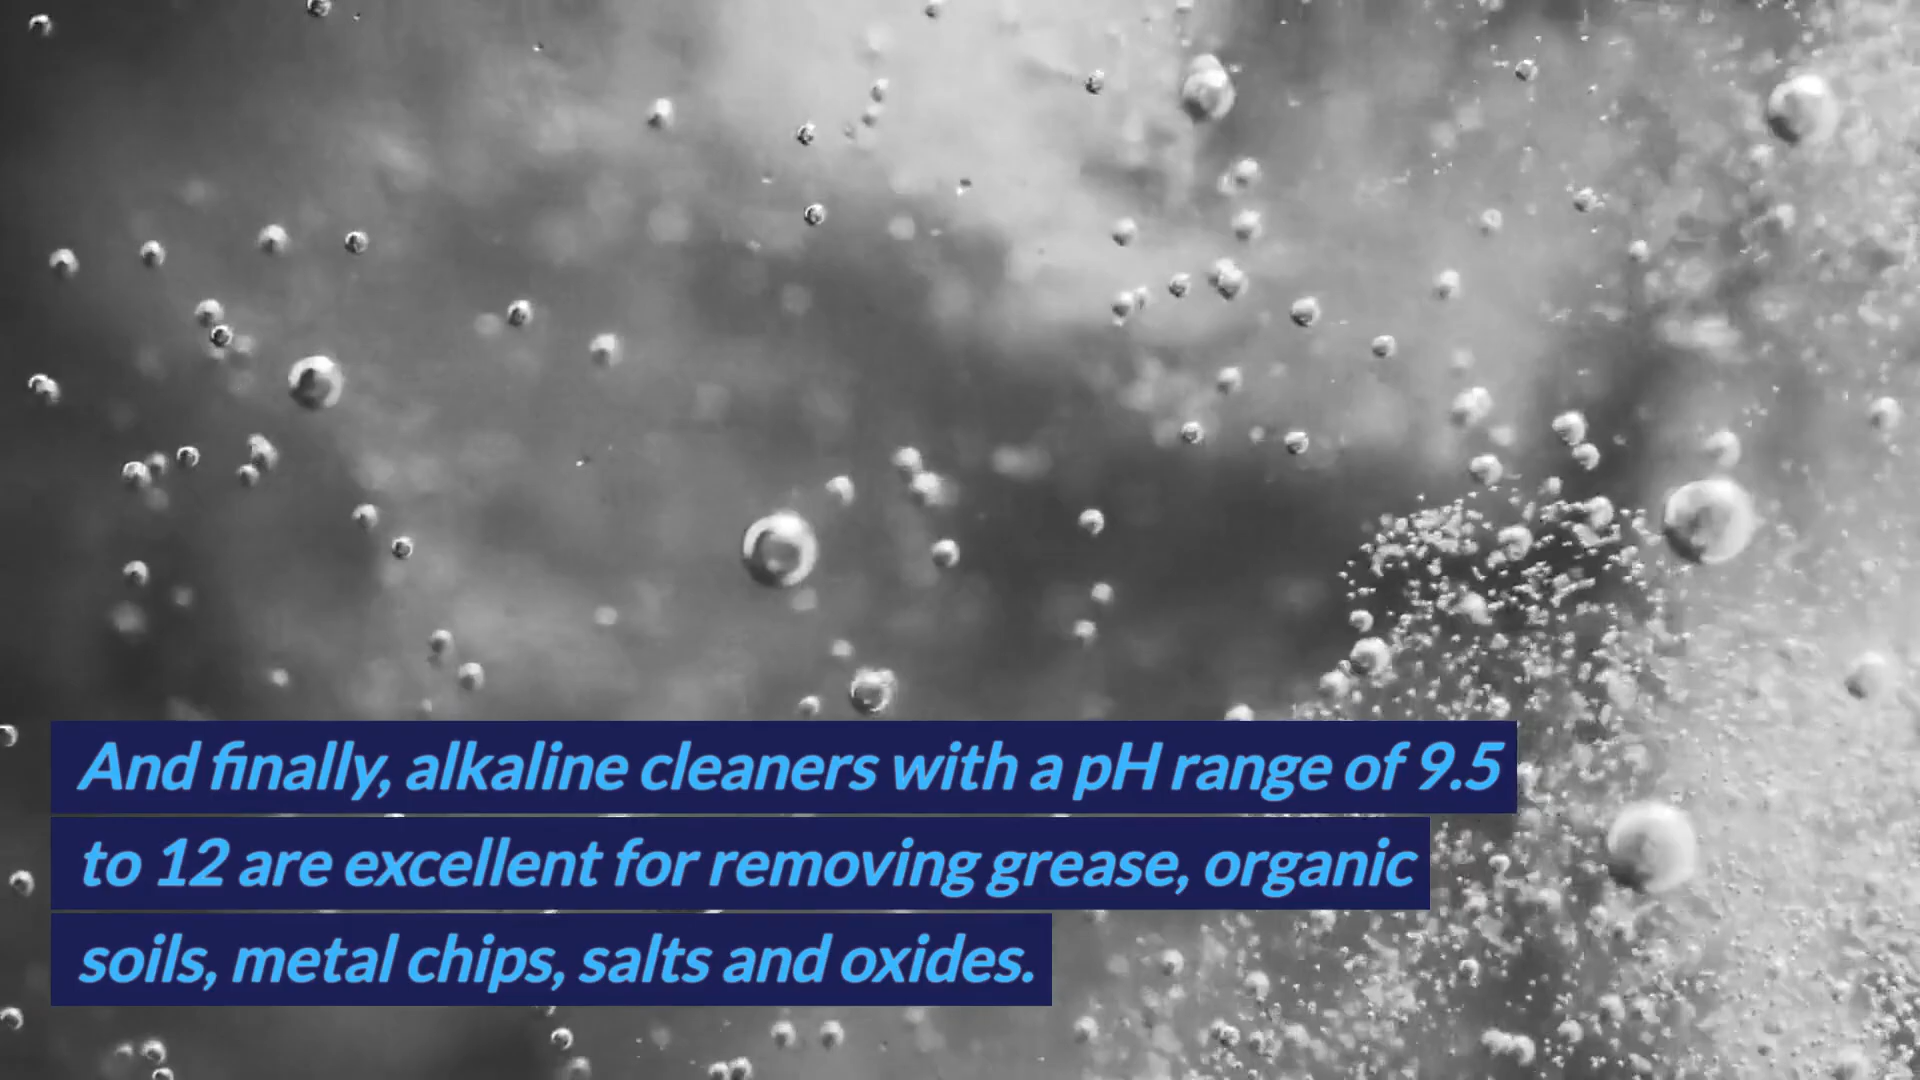 And finally, alkaline cleaners with a pH range of 9.5
to 12 are excellent for removing grease, organic
soils, metal chips, salts and oxides.